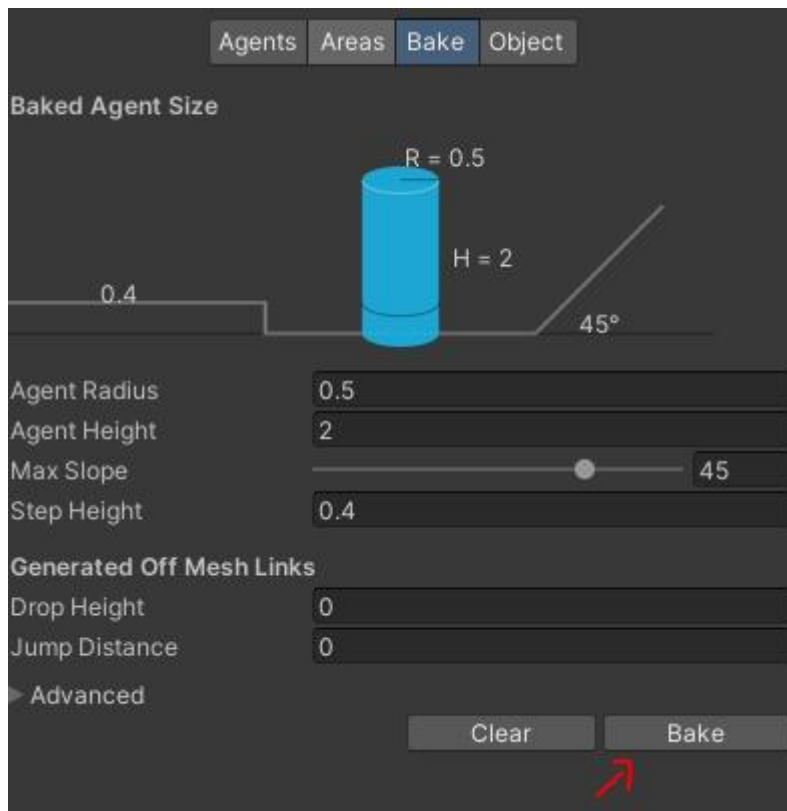 Agents Areas Bake Object
Baked Agent Size
R = 0.5
H = 2
0.4
45°
Agent Radius 0.5
Agent Height 2
Max Slope 45
Step Height 0.4
Generated Off Mesh Links
Drop Height 0
Jump Distance 0
Advanced
Clear Bake